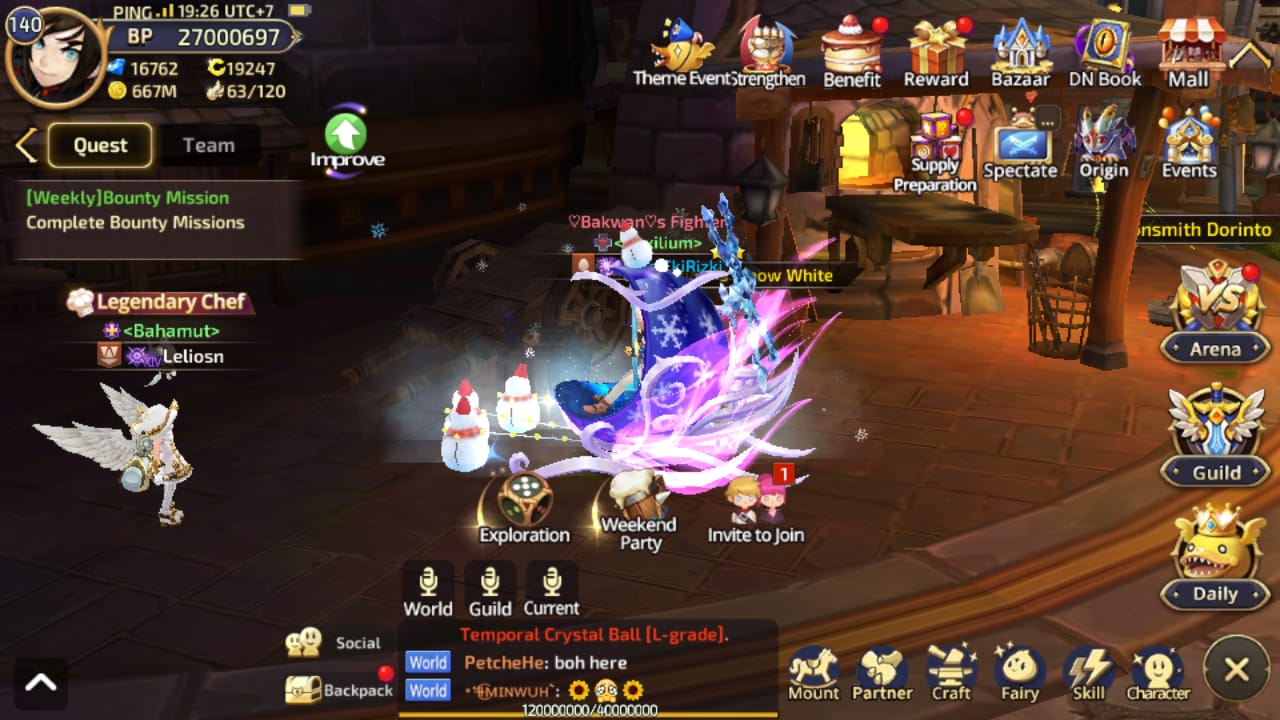 140
PING 19:26 UTC+7
BP 27000697
16762 19247
667M 63/120
Theme Event
Strengthen
Benefit
Reward
Bazaar
DN Book
Mall
Quest
Team
Improve
Supply Preparation
Spectate
Origin
Events
[Weekly]Bounty Mission
Complete Bounty Missions
♡Bakwan♡s Fighter
onsmith Dorinto
ow White
Legendary Chef
<Bahamut>
XIV Leliosn
VS
Arena
Guild
Exploration
Weekend Party
1
Invite to Join
Daily
World
Guild
Current
Social
Temporal Crystal Ball [L-grade].
World PetcheHe: boh here
Backpack
World
120000000/40000000
Mount
Partner
Craft
Fairy
Skill
Character